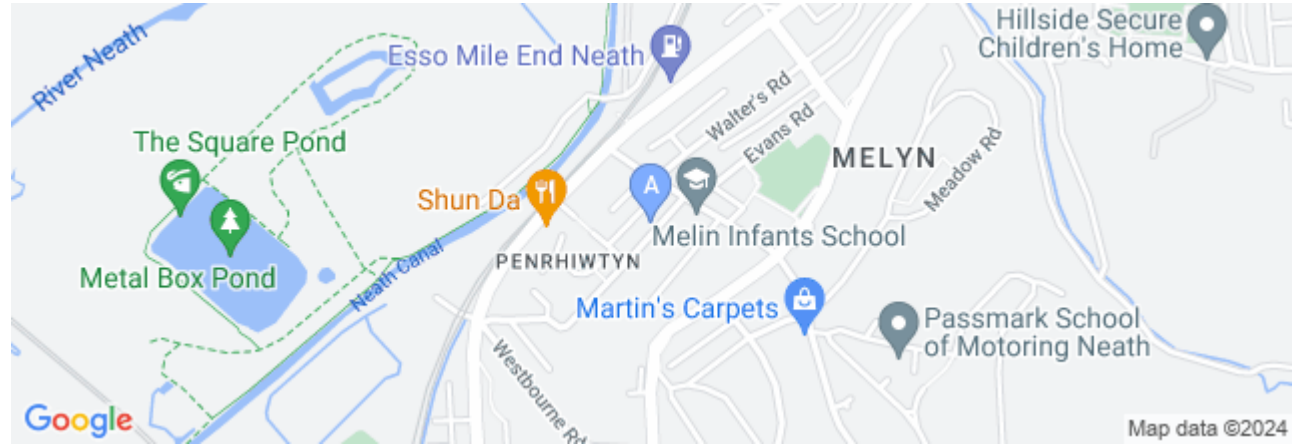 Hillside Secure
Children's Home
River Neath
Esso Mile End Neath
Walter's Rd
Evans Rd
The Square Pond
MELYN
Meadow Rd
A
Shun Da
Melin Infants School
Neath Canal
PENRHIWTYN
Metal Box Pond
Martin's Carpets
Passmark School
of Motoring Neath
Westbourne Rd
Google
Map data ©2024